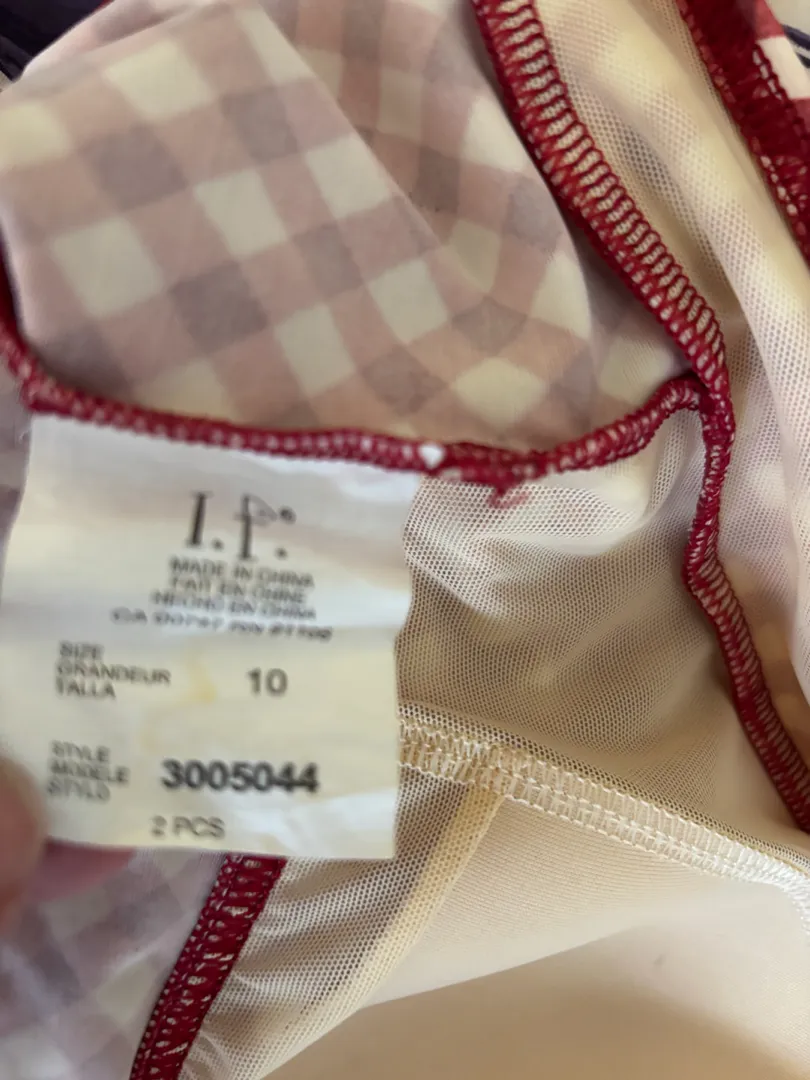 I.P.
MADE IN CHINA
FAIT EN CHINE
HECHO EN CHINA
CA
SIZE
GRANDEUR
TALLA
10
STYLE
MODELE
STYLO
3005044
2 PCS